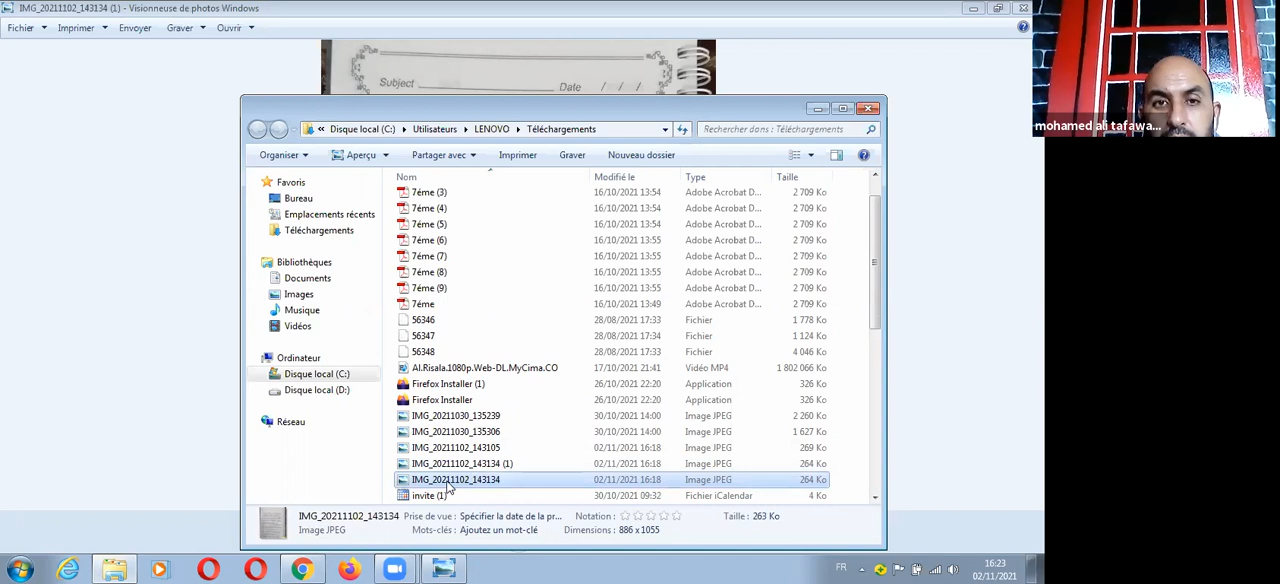 IMG_20211102_143134 (1) - Visionneuse de photos Windows
Fichier Imprimer Envoyer Graver Ouvrir
Subject Date / / /
mohamed ali tafawa...
« Disque local (C:) Utilisateurs LENOVO Téléchargements
Rechercher dans : Téléchargements
Organiser Aperçu Partager avec Imprimer Graver Nouveau dossier
Favoris
Bureau
Emplacements récents
Téléchargements
Bibliothèques
Documents
Images
Musique
Vidéos
Ordinateur
Disque local (C:)
Disque local (D:)
Réseau
Nom Modifié le Type Taille
7éme (3) 16/10/2021 13:54 Adobe Acrobat D... 2 709 Ko
7éme (4) 16/10/2021 13:54 Adobe Acrobat D... 2 709 Ko
7éme (5) 16/10/2021 13:54 Adobe Acrobat D... 2 709 Ko
7éme (6) 16/10/2021 13:55 Adobe Acrobat D... 2 709 Ko
7éme (7) 16/10/2021 13:55 Adobe Acrobat D... 2 709 Ko
7éme (8) 16/10/2021 13:55 Adobe Acrobat D... 2 709 Ko
7éme (9) 16/10/2021 13:55 Adobe Acrobat D... 2 709 Ko
7éme 16/10/2021 13:49 Adobe Acrobat D... 2 709 Ko
56346 28/08/2021 17:33 Fichier 1 778 Ko
56347 28/08/2021 17:34 Fichier 1 124 Ko
56348 28/08/2021 17:33 Fichier 4 046 Ko
Al.Risala.1080p.Web-DL.MyCima.CO 17/10/2021 21:41 Vidéo MP4 1 802 066 Ko
Firefox Installer (1) 26/10/2021 22:20 Application 326 Ko
Firefox Installer 26/10/2021 22:20 Application 326 Ko
IMG_20211030_135239 30/10/2021 14:00 Image JPEG 2 260 Ko
IMG_20211030_135306 30/10/2021 14:00 Image JPEG 1 627 Ko
IMG_20211102_143105 02/11/2021 16:18 Image JPEG 269 Ko
IMG_20211102_143134 (1) 02/11/2021 16:18 Image JPEG 264 Ko
IMG_20211102_143134 02/11/2021 16:18 Image JPEG 264 Ko
invite (1) 30/10/2021 09:32 Fichier iCalendar 4 Ko
IMG_20211102_143134 Prise de vue : Spécifier la date de la pr... Notation : Taille : 263 Ko
Image JPEG Mots-clés : Ajoutez un mot-clé Dimensions : 886 x 1055
FR
16:23
02/11/2021